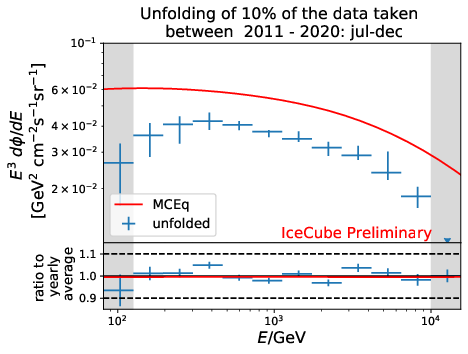 Unfolding of 10% of the data taken
between 2011 - 2020: jul-dec
E³ dϕ/dE
[GeV² cm⁻²s⁻¹sr⁻¹]
10⁻¹
6 × 10⁻²
4 × 10⁻²
3 × 10⁻²
2 × 10⁻²
MCEq
unfolded
IceCube Preliminary
ratio to
yearly
average
1.1
1.0
0.9
10² 10³ 10⁴
E/GeV